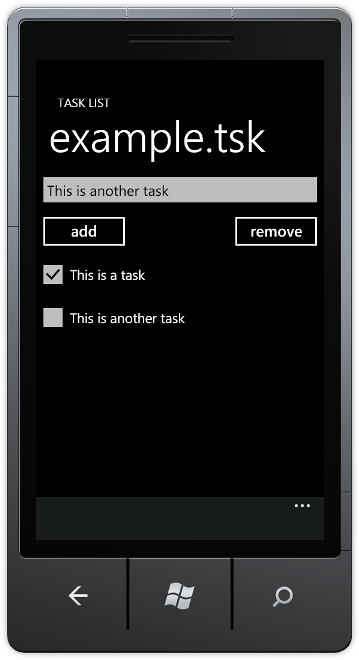 TASK LIST
example.tsk
This is another task
add remove
This is a task
This is another task